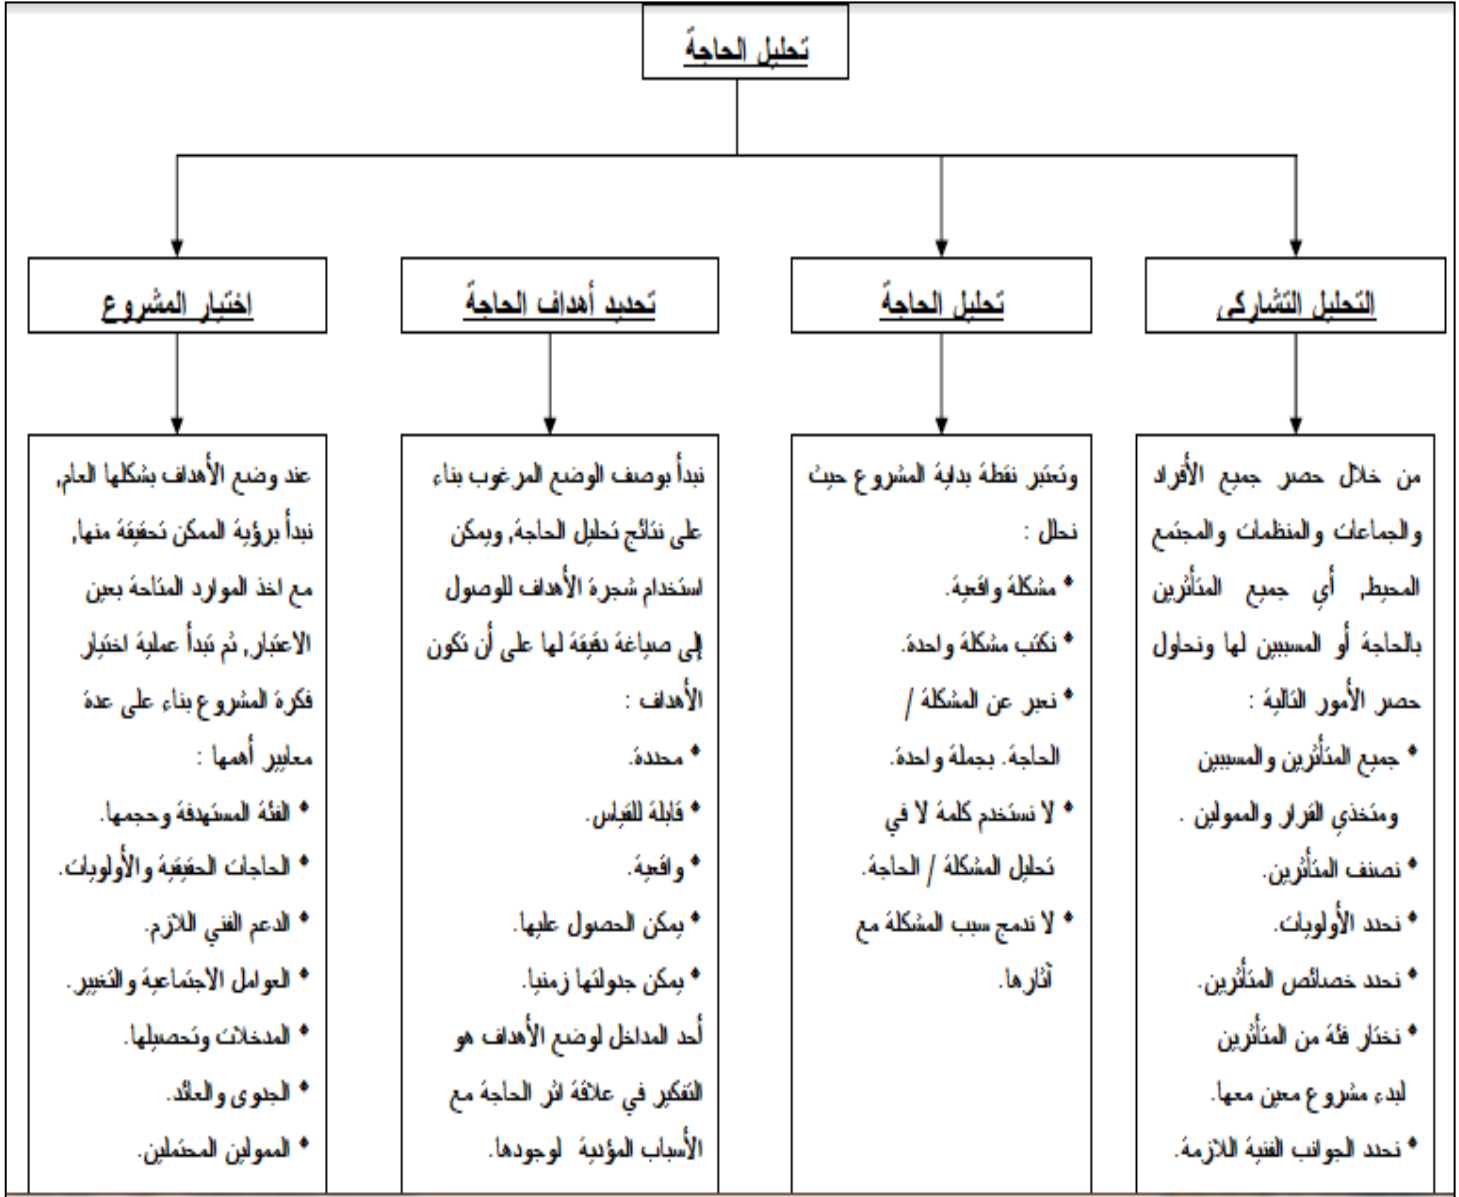 تحليل الحاجة
التحليل التشاركى
تحليل الحاجة
تحديد أهداف الحاجة
اختيار المشروع
من خلال حصر جميع الأفراد
والجماعات والمنظمات والمجتمع
المحيط, أي جميع المتأثرين
بالحاجة أو المسببين لها ونحاول
حصر الأمور التالية :
* جميع المتأثرين والمسببين
ومتخذي القرار والممولين .
* نصنف المتأثرين.
* نحدد الأولويات.
* نحدد خصائص المتأثرين.
* نختار فئة من المتأثرين
لبدء مشروع معين معها.
* نحدد الجوانب الفنية اللازمة.
وتعتبر نقطة بداية المشروع حيث
نحلل :
* مشكلة واقعية.
* نكتب مشكلة واحدة.
* نعبر عن المشكلة /
الحاجة. بجملة واحدة.
* لا نستخدم كلمة لا في
تحليل المشكلة / الحاجة.
* لا ندمج سبب المشكلة مع
آثارها.
نبدأ بوصف الوضع المرغوب بناء
على نتائج تحليل الحاجة, ويمكن
استخدام شجرة الأهداف للوصول
إلى صياغة دقيقة لها على أن تكون
الأهداف :
* محددة.
* قابلة للقياس.
* واقعية.
* يمكن الحصول عليها.
* يمكن جدولتها زمنيا.
أحد المداخل لوضع الأهداف هو
التفكير في علاقة اثر الحاجة مع
الأسباب المؤدية لوجودها.
عند وضع الأهداف بشكلها العام,
نبدأ برؤية الممكن تحقيقة منها,
مع اخذ الموارد المتاحة بعين
الاعتبار, ثم نبدأ عملية اختيار
فكرة المشروع بناء على عدة
معايير أهمها :
* الفئة المستهدفة وحجمها.
* الحاجات الحقيقية والأولويات.
* الدعم الفني اللازم.
* العوامل الاجتماعية والتغيير.
* المدخلات وتحصيلها.
* الجدوى والعائد.
* الممولين المحتملين.